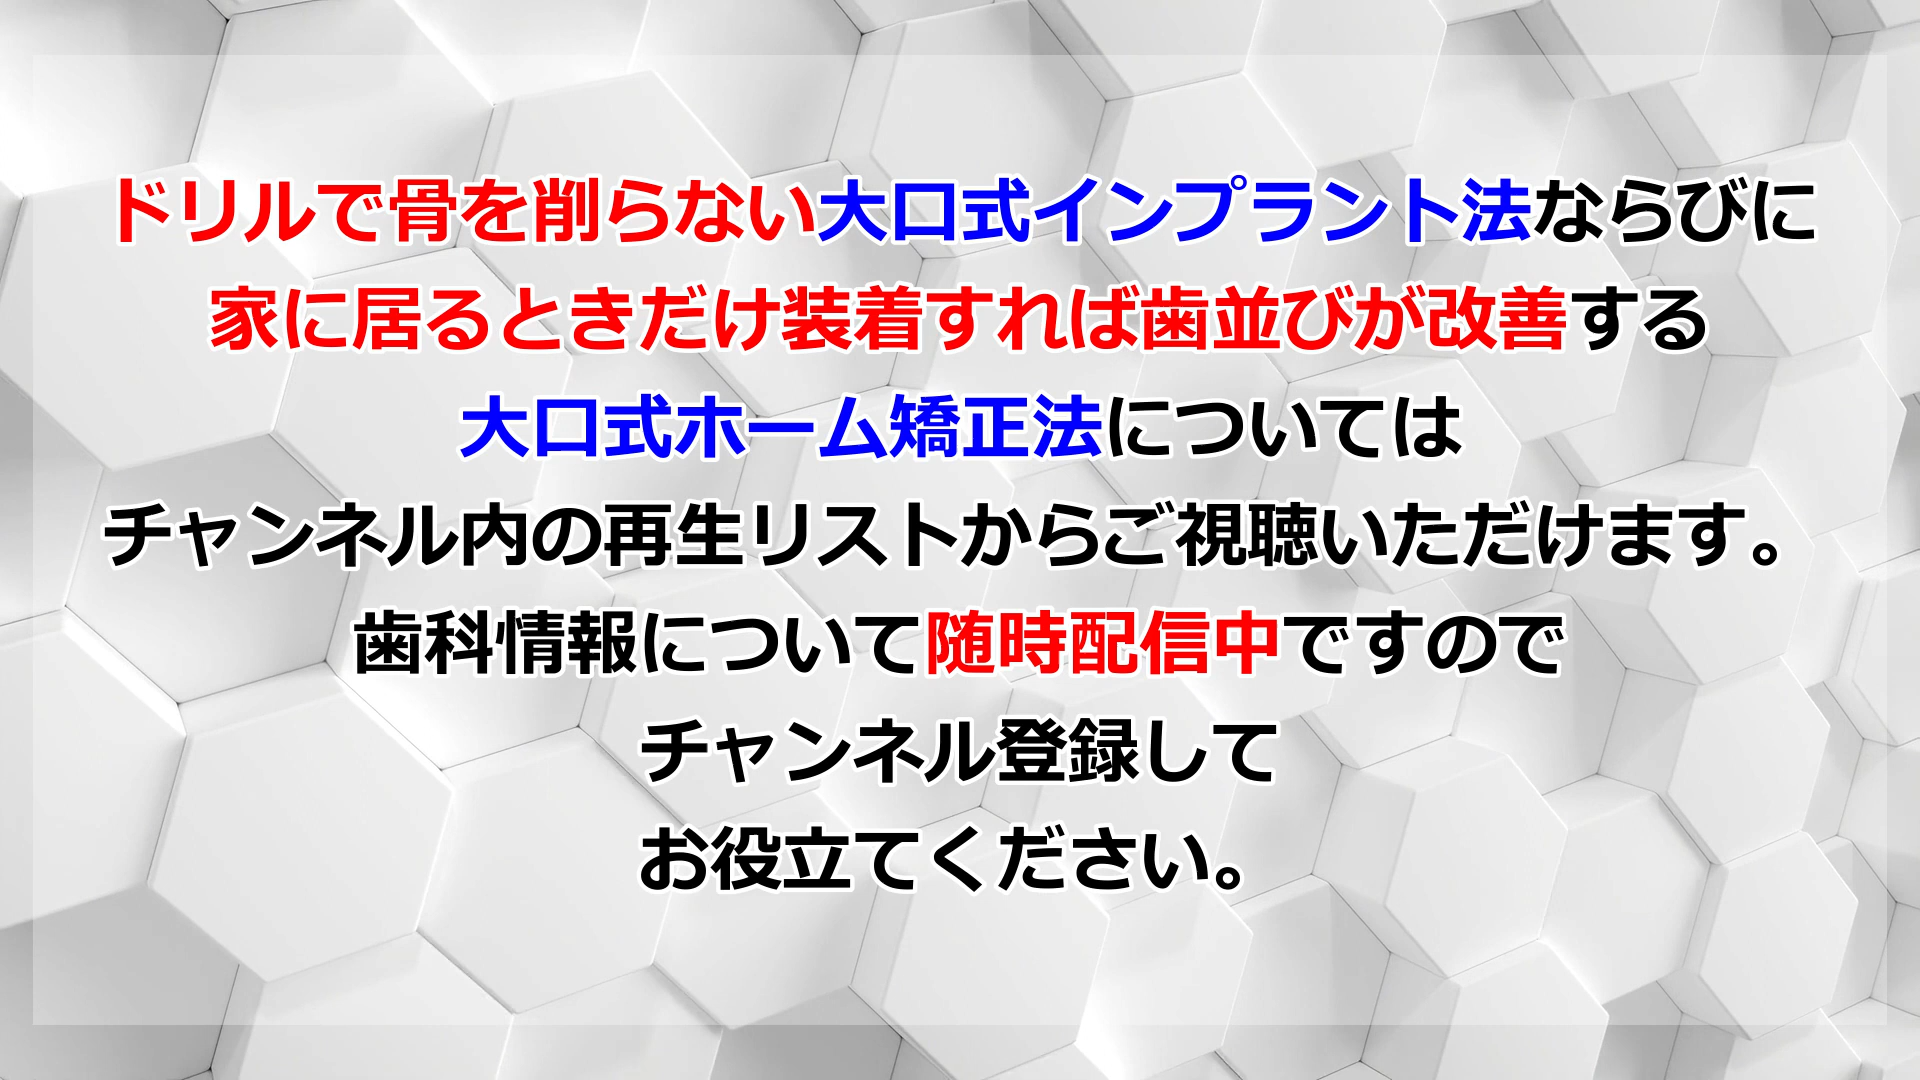 ドリルで骨を削らない大口式インプラント法ならびに
家に居るときだけ装着すれば歯並びが改善する
大口式ホーム矯正法については
チャンネル内の再生リストからご視聴いただけます。
歯科情報について随時配信中ですので
チャンネル登録して
お役立てください。